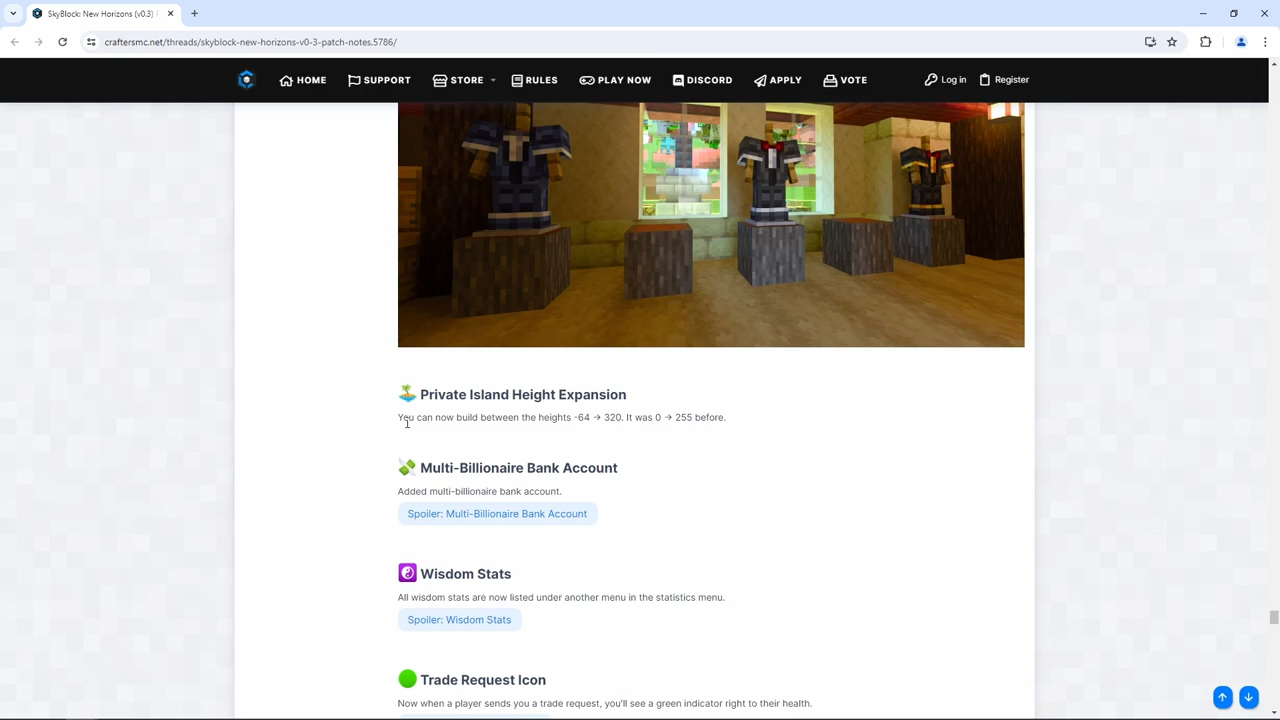 SkyBlock: New Horizons (v0.3)
craftersmc.net/threads/skyblock-new-horizons-v0-3-patch-notes.5786/
HOME SUPPORT STORE RULES PLAY NOW DISCORD APPLY VOTE Log in Register
Private Island Height Expansion
You can now build between the heights -64 → 320. It was 0 → 255 before.
Multi-Billionaire Bank Account
Added multi-billionaire bank account.
Spoiler: Multi-Billionaire Bank Account
Wisdom Stats
All wisdom stats are now listed under another menu in the statistics menu.
Spoiler: Wisdom Stats
Trade Request Icon
Now when a player sends you a trade request, you'll see a green indicator right to their health.